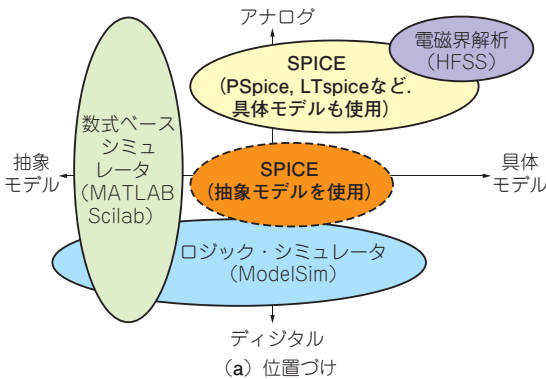 アナログ
電磁界解析
(HFSS)
SPICE
(PSpice, LTspiceなど.
具体モデルも使用)
数式ベース
シミュ
レータ
(MATLAB
Scilab)
抽象
モデル
SPICE
(抽象モデルを使用)
具体
モデル
ロジック・シミュレータ
(ModelSim)
ディジタル
(a) 位置づけ